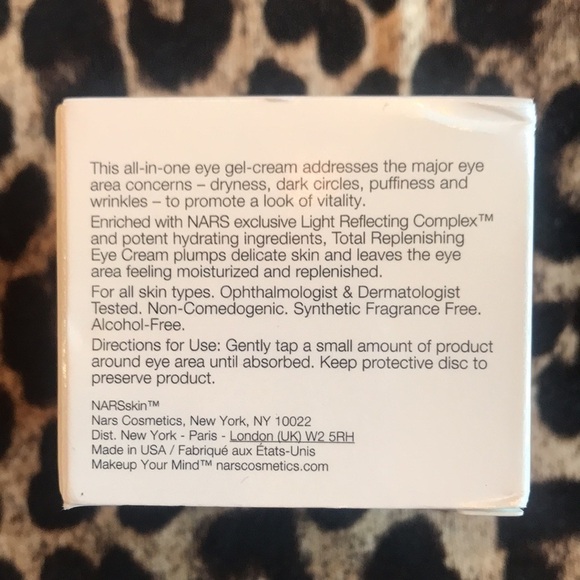 This all-in-one eye gel-cream addresses the major eye
area concerns – dryness, dark circles, puffiness and
wrinkles – to promote a look of vitality.
Enriched with NARS exclusive Light Reflecting Complex™
and potent hydrating ingredients, Total Replenishing
Eye Cream plumps delicate skin and leaves the eye
area feeling moisturized and replenished.
For all skin types. Ophthalmologist & Dermatologist
Tested. Non-Comedogenic. Synthetic Fragrance Free.
Alcohol-Free.
Directions for Use: Gently tap a small amount of product
around eye area until absorbed. Keep protective disc to
preserve product.
NARSskin™
Nars Cosmetics, New York, NY 10022
Dist. New York - Paris - London (UK) W2 5RH
Made in USA / Fabriqué aux États-Unis
Makeup Your Mind™ narscosmetics.com